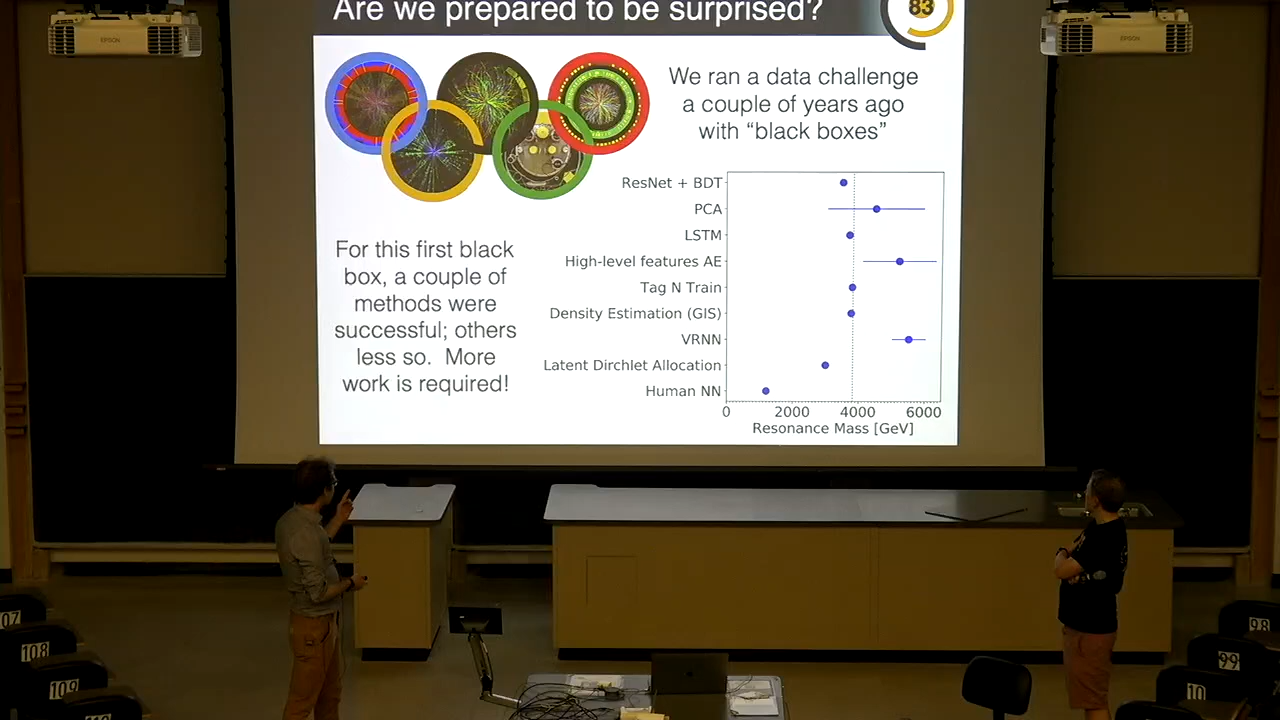 Are we prepared to be surprised?
83
EPSON
EPSON
We ran a data challenge
a couple of years ago
with “black boxes”
For this first black
box, a couple of
methods were
successful; others
less so. More
work is required!
ResNet + BDT
PCA
LSTM
High-level features AE
Tag N Train
Density Estimation (GIS)
VRNN
Latent Dirchlet Allocation
Human NN
0 2000 4000 6000
Resonance Mass [GeV]
07
108
109
98
99
10